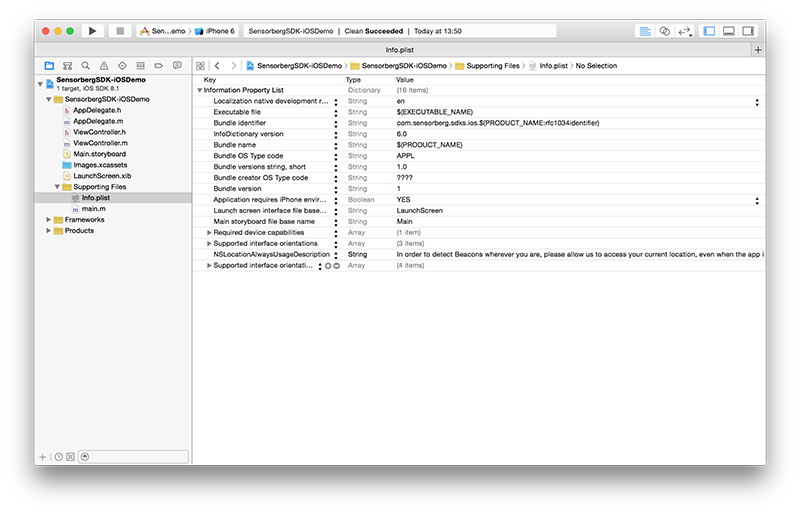 Sen...emo iPhone 6
SensorbergSDK-iOSDemo | Clean Succeeded | Today at 13:50
Info.plist
SensorbergSDK-iOSDemo
1 target, iOS SDK 8.1
SensorbergSDK-iOSDemo
AppDelegate.h
AppDelegate.m
ViewController.h
ViewController.m
Main.storyboard
Images.xcassets
LaunchScreen.xib
Supporting Files
Info.plist
main.m
Frameworks
Products
SensorbergSDK-iOSDemo SensorbergSDK-iOSDemo Supporting Files Info.plist No Selection
Key Type Value
Information Property List Dictionary (16 items)
Localization native development r... String en
Executable file String $(EXECUTABLE_NAME)
Bundle identifier String com.sensorberg.sdks.ios.$(PRODUCT_NAME:rfc1034identifier)
InfoDictionary version String 6.0
Bundle name String $(PRODUCT_NAME)
Bundle OS Type code String APPL
Bundle versions string, short String 1.0
Bundle creator OS Type code String ????
Bundle version String 1
Application requires iPhone envir... Boolean YES
Launch screen interface file base... String LaunchScreen
Main storyboard file base name String Main
Required device capabilities Array (1 item)
Supported interface orientations Array (3 items)
NSLocationAlwaysUsageDescription String In order to detect Beacons wherever you are, please allow us to access your current location, even when the app i
Supported interface orientati... Array (4 items)